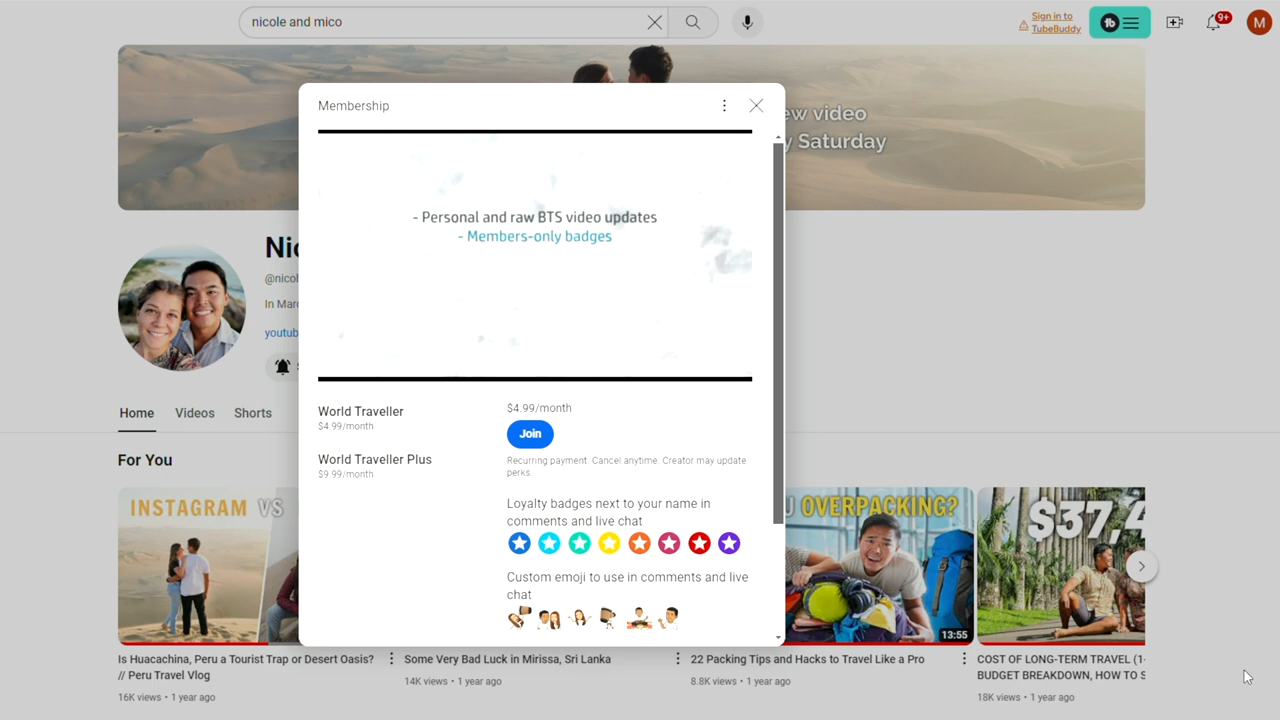 nicole and mico
Sign in to
TubeBuddy
9+
M
ew video
y Saturday
Membership
- Personal and raw BTS video updates
- Members-only badges
Nic
@nicol
In Marc
youtub
Home
Videos
Shorts
World Traveller
$4.99/month
World Traveller Plus
$9.99/month
$4.99/month
Join
Recurring payment. Cancel anytime. Creator may update
perks.
Loyalty badges next to your name in
comments and live chat
Custom emoji to use in comments and live
chat
For You
INSTAGRAM VS
U OVERPACKING?
13:55
$37,4
Is Huacachina, Peru a Tourist Trap or Desert Oasis?
// Peru Travel Vlog
16K views • 1 year ago
Some Very Bad Luck in Mirissa, Sri Lanka
14K views • 1 year ago
22 Packing Tips and Hacks to Travel Like a Pro
8.8K views • 1 year ago
COST OF LONG-TERM TRAVEL (1-
BUDGET BREAKDOWN, HOW TO S
18K views • 1 year ago